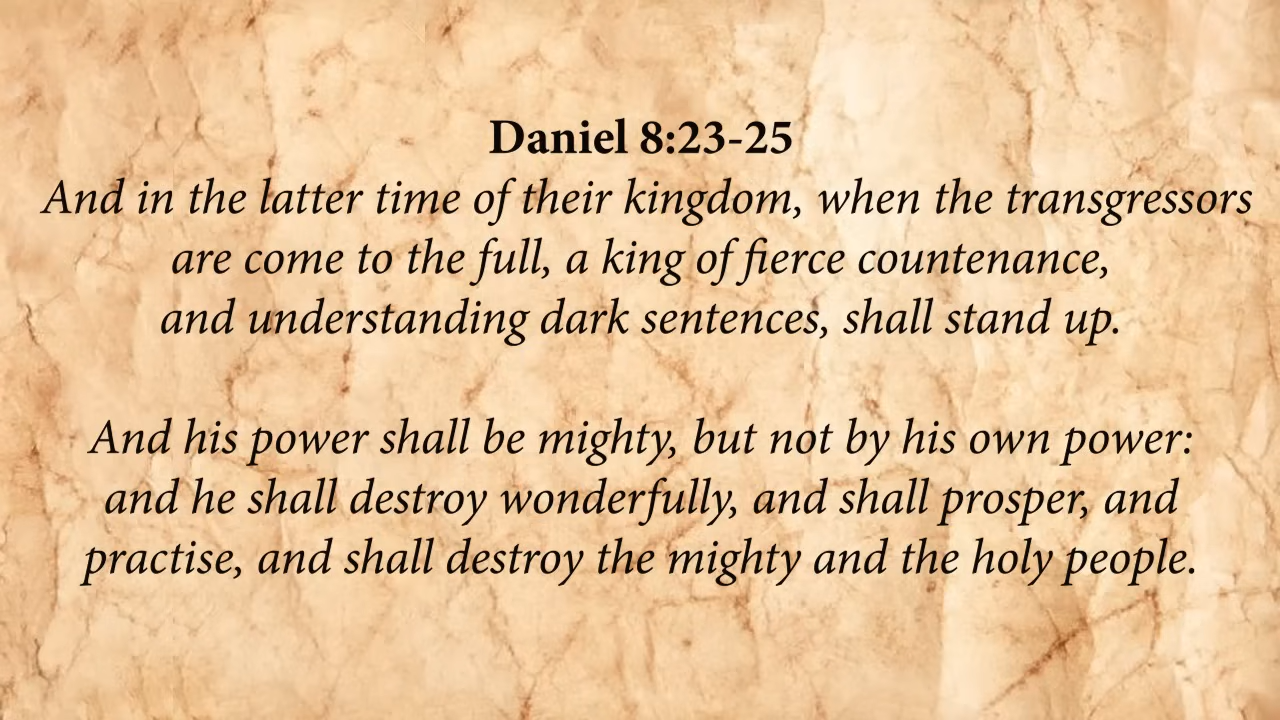 Daniel 8:23-25
And in the latter time of their kingdom, when the transgressors
are come to the full, a king of fierce countenance,
and understanding dark sentences, shall stand up.
And his power shall be mighty, but not by his own power:
and he shall destroy wonderfully, and shall prosper, and
practise, and shall destroy the mighty and the holy people.